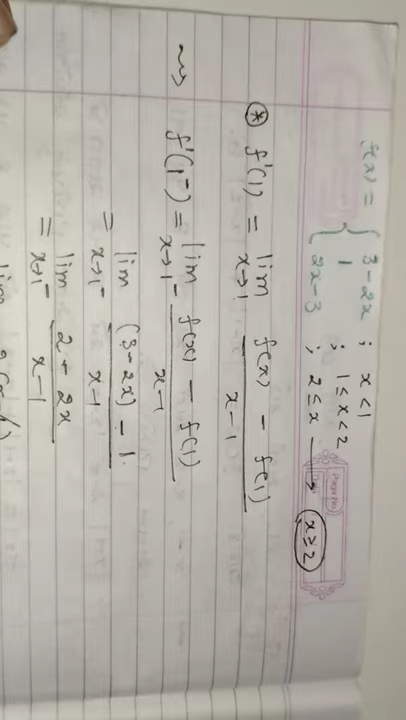 f(x) = { 3-2x ; x<1
1 ; 1≤x<2
2x-3 ; 2≤x → x≥2
* f'(1) = lim x→1 f(x) - f(1) / x-1
⇝ f'(1⁻) = lim x→1⁻ f(x) - f(1) / x-1
= lim x→1⁻ (3-2x) - 1. / x-1
= lim x→1⁻ 2-2x / x-1